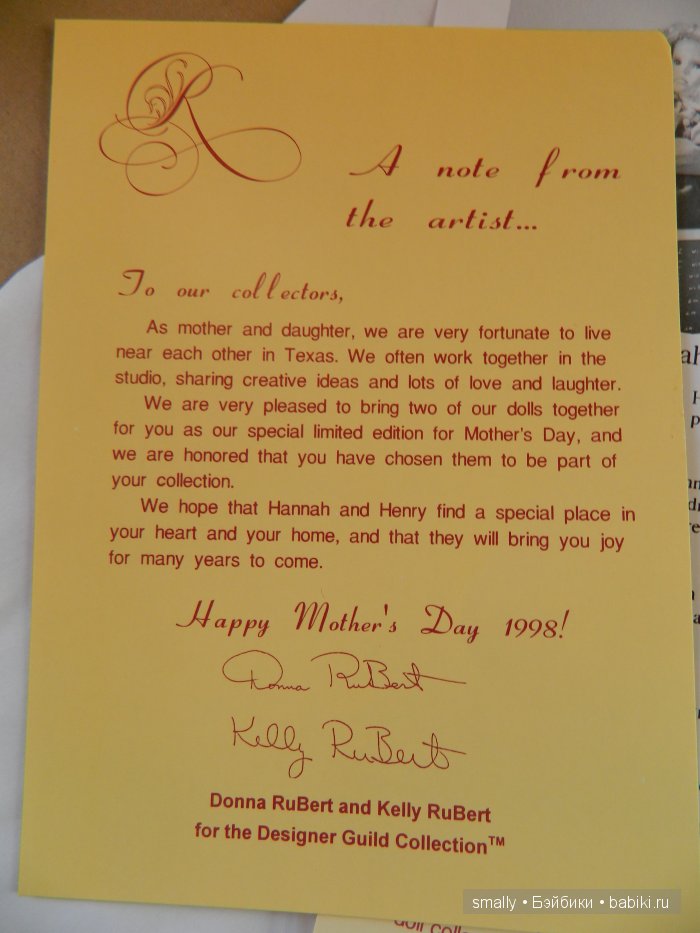 R
A note from
the artist...
To our collectors,
As mother and daughter, we are very fortunate to live
near each other in Texas. We often work together in the
studio, sharing creative ideas and lots of love and laughter.
We are very pleased to bring two of our dolls together
for you as our special limited edition for Mother's Day, and
we are honored that you have chosen them to be part of
your collection.
We hope that Hannah and Henry find a special place in
your heart and your home, and that they will bring you joy
for many years to come.
Happy Mother's Day 1998!
Donna RuBert
Kelly RuBert
Donna RuBert and Kelly RuBert
for the Designer Guild Collection™
smally • Бэйбики • babiki.ru